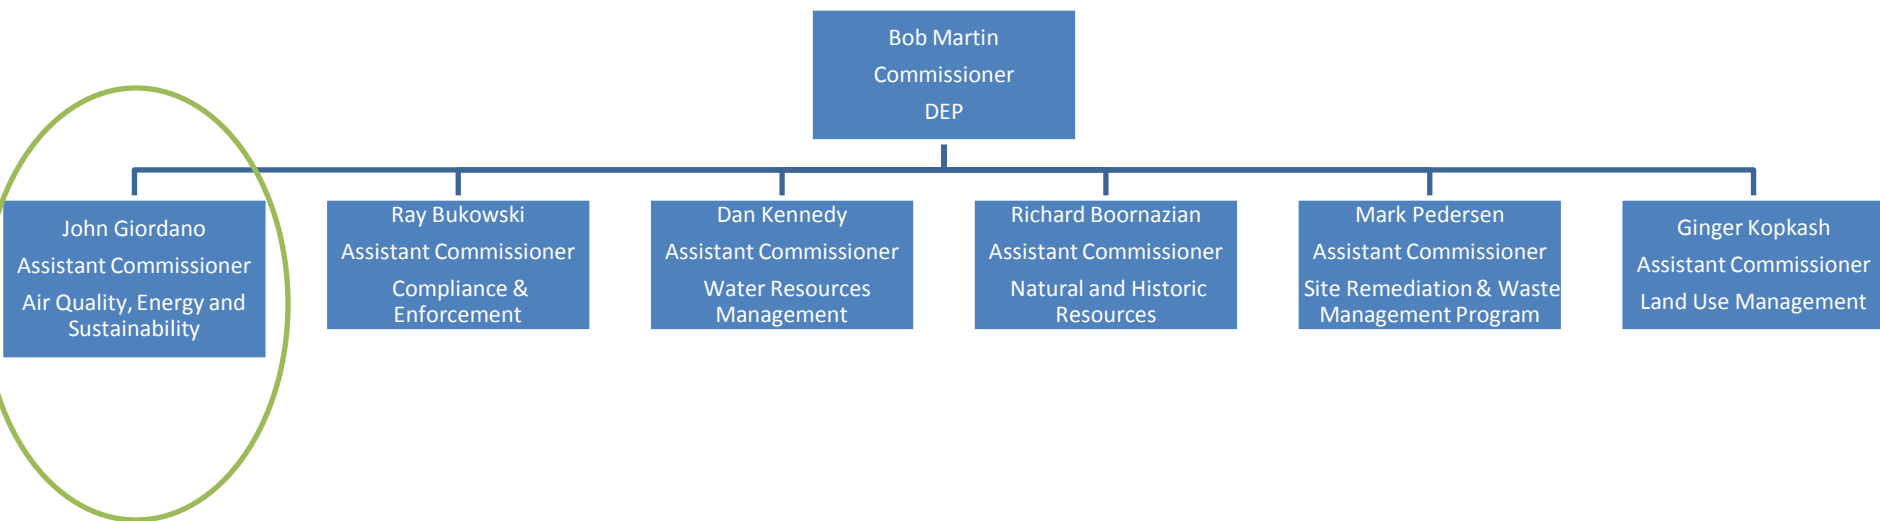 Bob Martin
Commissioner
DEP
John Giordano
Assistant Commissioner
Air Quality, Energy and
Sustainability
Ray Bukowski
Assistant Commissioner
Compliance &
Enforcement
Dan Kennedy
Assistant Commissioner
Water Resources
Management
Richard Boornazian
Assistant Commissioner
Natural and Historic
Resources
Mark Pedersen
Assistant Commissioner
Site Remediation & Waste
Management Program
Ginger Kopkash
Assistant Commissioner
Land Use Management